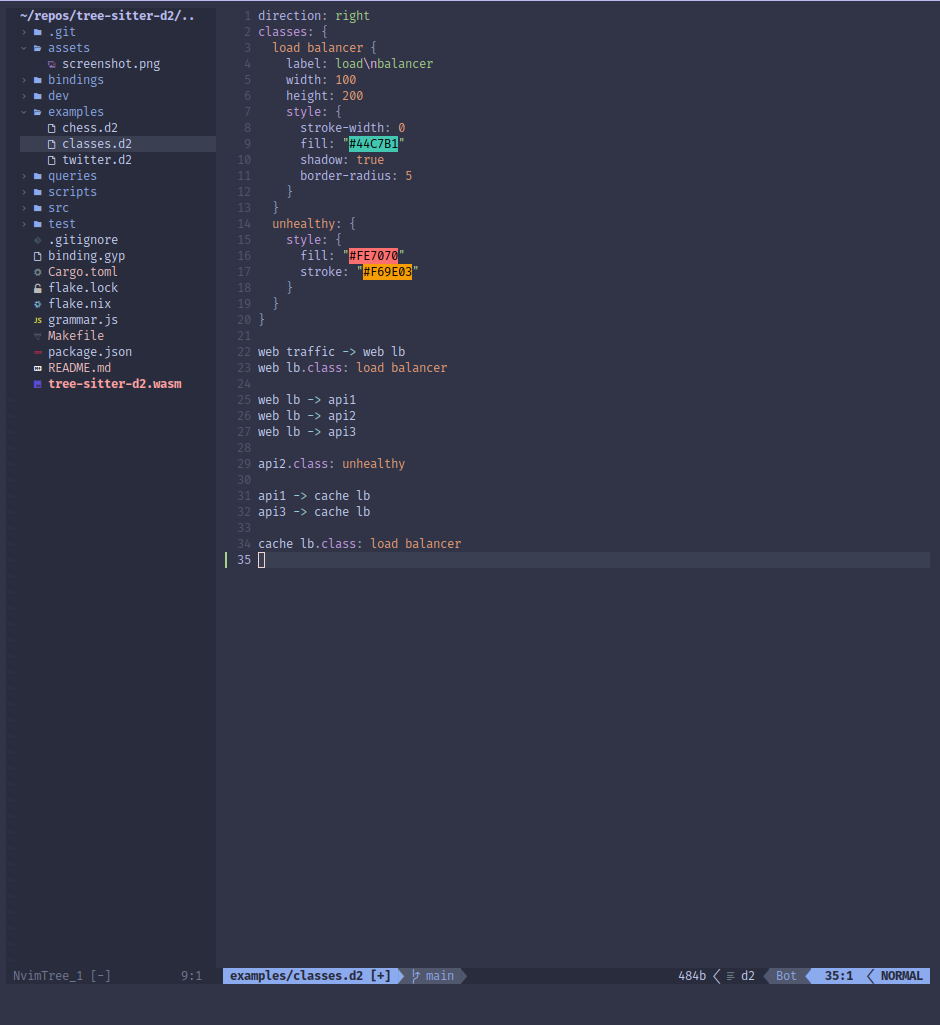 ~/repos/tree-sitter-d2/..
.git
assets
screenshot.png
bindings
dev
examples
chess.d2
classes.d2
twitter.d2
queries
scripts
src
test
.gitignore
binding.gyp
Cargo.toml
flake.lock
flake.nix
JS grammar.js
Makefile
package.json
README.md
tree-sitter-d2.wasm
NvimTree_1 [-] 9:1
1 direction: right
2 classes: {
3 load balancer {
4 label: load\nbalancer
5 width: 100
6 height: 200
7 style: {
8 stroke-width: 0
9 fill: "#44C7B1"
10 shadow: true
11 border-radius: 5
12 }
13 }
14 unhealthy: {
15 style: {
16 fill: "#FE7070"
17 stroke: "#F69E03"
18 }
19 }
20 }
21
22 web traffic -> web lb
23 web lb.class: load balancer
24
25 web lb -> api1
26 web lb -> api2
27 web lb -> api3
28
29 api2.class: unhealthy
30
31 api1 -> cache lb
32 api3 -> cache lb
33
34 cache lb.class: load balancer
35
examples/classes.d2 [+] main 484b d2 Bot 35:1 NORMAL